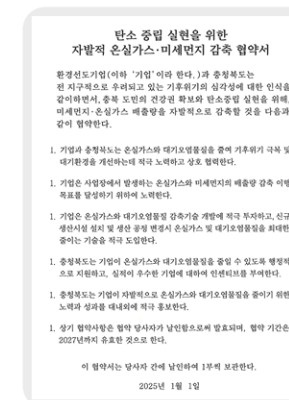 탄소 중립 실현을 위한
자발적 온실가스·미세먼지 감축 협약서
환경선도기업(이하 '기업'이라 한다.)과 충청북도는
전 지구적으로 우려되고 있는 기후위기의 심각성에 대한 인식을
같이하면서, 충북 도민의 건강권 확보와 탄소중립 실현을 위해,
미세먼지·온실가스 배출량을 자발적으로 감축할 것을 다음과
같이 협약한다.
1. 기업과 충청북도는 온실가스와 대기오염물질을 줄여 기후위기 극복 및
대기환경을 개선하는데 적극 노력하고 상호 협력한다.
1. 기업은 사업장에서 발생하는 온실가스와 미세먼지의 배출량 감축 이행
목표를 달성하기 위하여 노력한다.
1. 기업은 온실가스와 대기오염물질 감축기술 개발에 적극 투자하고, 신규
생산시설 설치 및 생산 공정 변경시 온실가스 및 대기오염물질을 최대한
줄이는 기술을 적극 도입한다.
1. 충청북도는 기업이 온실가스와 대기오염물질을 줄일 수 있도록 행정적
으로 지원하고, 실적이 우수한 기업에 대하여 인센티브를 부여한다.
1. 충청북도는 기업이 자발적으로 온실가스와 대기오염물질을 줄이기 위한
노력과 성과를 대내외에 적극 홍보한다.
1. 상기 협약사항은 협약 당사자가 날인함으로써 발효되며, 협약 기간은
2027년까지 유효한 것으로 한다.
이 협약서는 당사자 간에 날인하여 1부씩 보관한다.
2025년 1월 1일